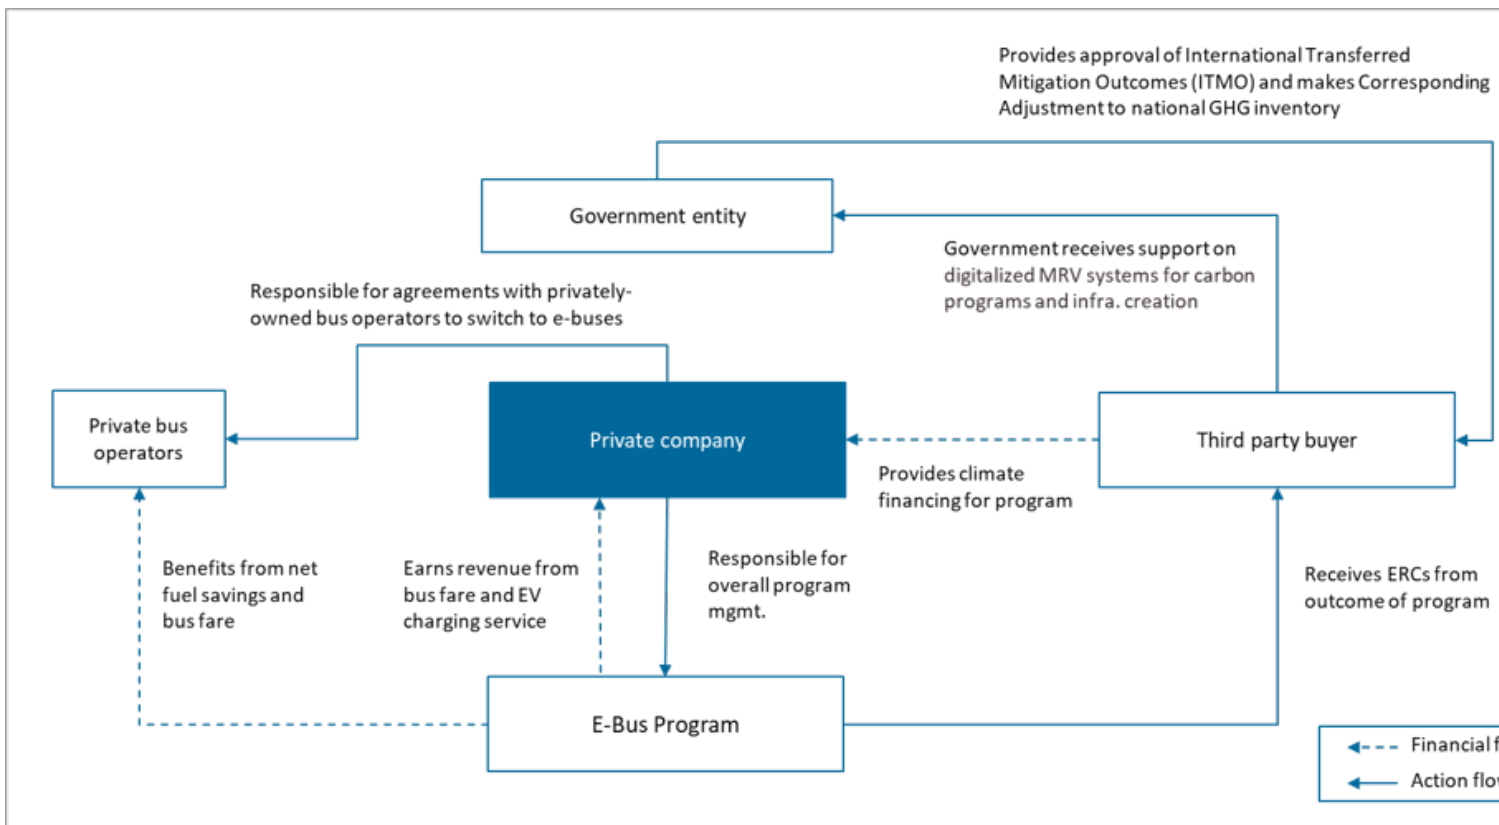 Provides approval of International Transferred
Mitigation Outcomes (ITMO) and makes Corresponding
Adjustment to national GHG inventory
Government entity
Government receives support on
digitalized MRV systems for carbon
programs and infra. creation
Responsible for agreements with privately-
owned bus operators to switch to e-buses
Private bus
operators
Private company
Third party buyer
Provides climate
financing for program
Benefits from net
fuel savings and
bus fare
Earns revenue from
bus fare and EV
charging service
Responsible for
overall program
mgmt.
Receives ERCs from
outcome of program
E-Bus Program
Financial f
Action flo